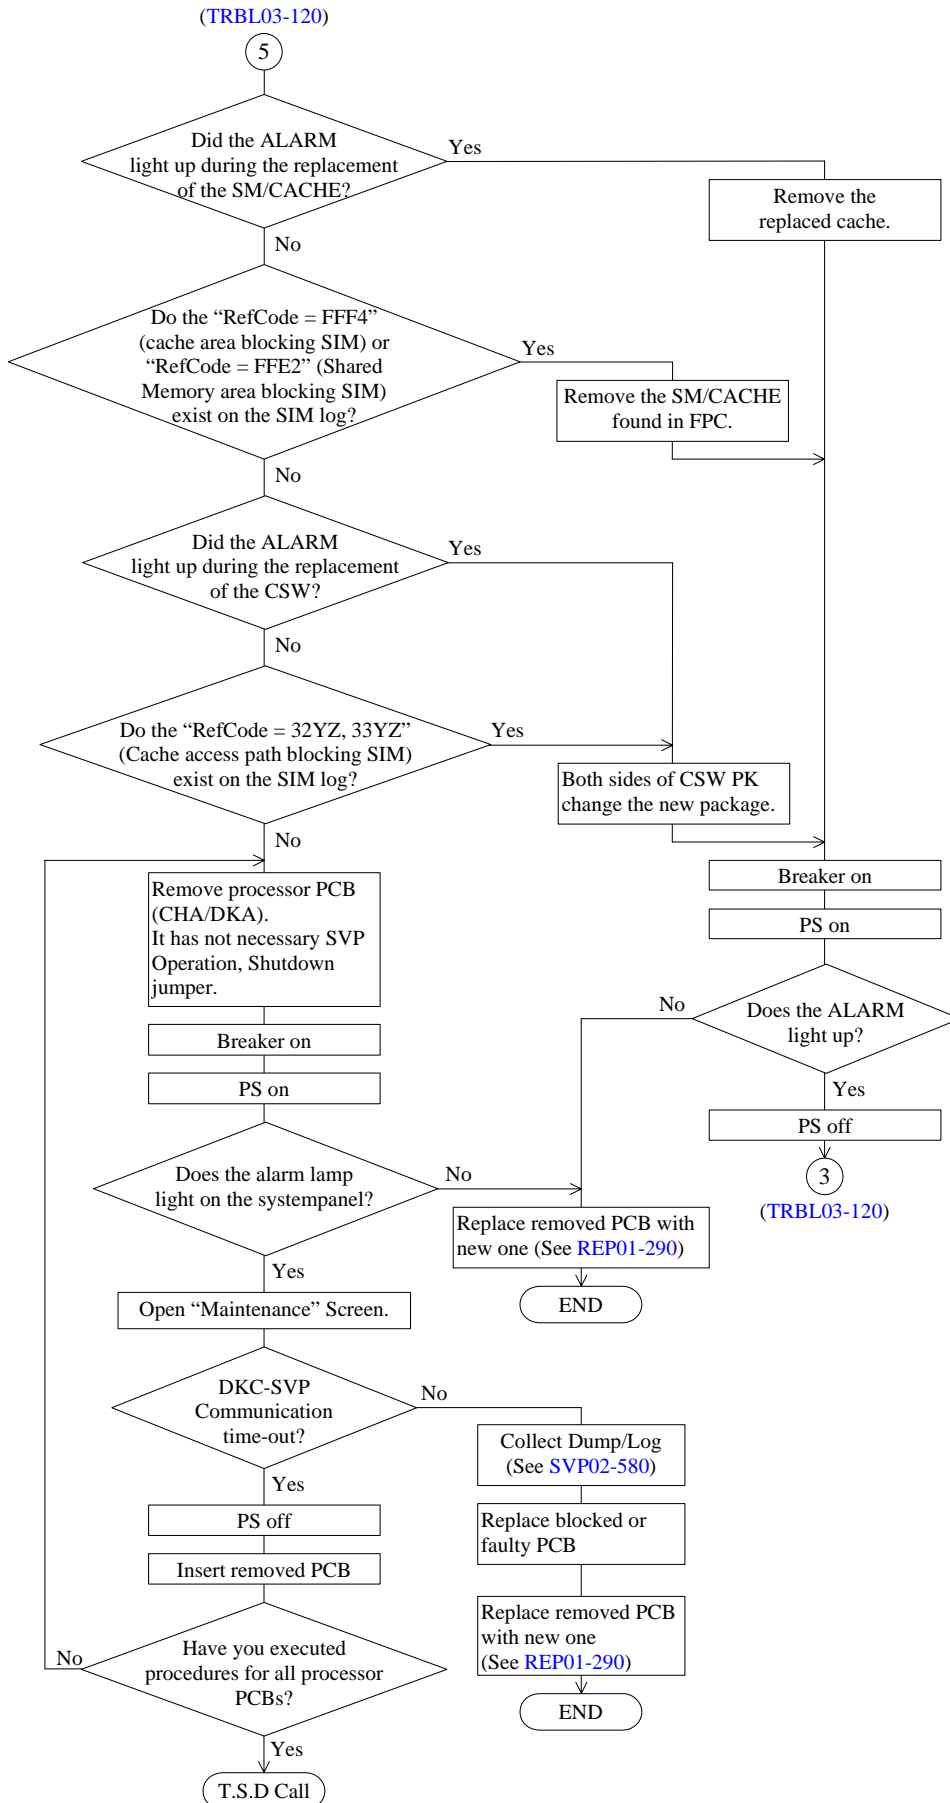 (TRBL03-120)
5
Did the ALARM
light up during the replacement
of the SM/CACHE?
Yes
Remove the
replaced cache.
No
Do the “RefCode = FFF4”
(cache area blocking SIM) or
“RefCode = FFE2” (Shared
Memory area blocking SIM)
exist on the SIM log?
Yes
Remove the SM/CACHE
found in FPC.
No
Did the ALARM
light up during the replacement
of the CSW?
Yes
No
Do the “RefCode = 32YZ, 33YZ”
(Cache access path blocking SIM)
exist on the SIM log?
Yes
Both sides of CSW PK
change the new package.
No
Remove processor PCB
(CHA/DKA).
It has not necessary SVP
Operation, Shutdown
jumper.
Breaker on
PS on
Breaker on
PS on
Does the ALARM
light up?
No
Yes
PS off
3
(TRBL03-120)
Does the alarm lamp
light on the systempanel?
No
Replace removed PCB with
new one (See REP01-290)
END
Yes
Open “Maintenance” Screen.
DKC-SVP
Communication
time-out?
No
Collect Dump/Log
(See SVP02-580)
Replace blocked or
faulty PCB
Replace removed PCB
with new one
(See REP01-290)
END
Yes
PS off
Insert removed PCB
Have you executed
procedures for all processor
PCBs?
No
Yes
T.S.D Call